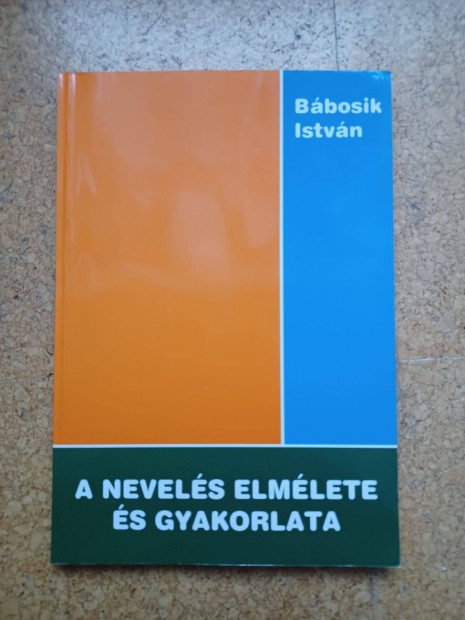 Bábosik
István
A NEVELÉS ELMÉLETE
ÉS GYAKORLATA